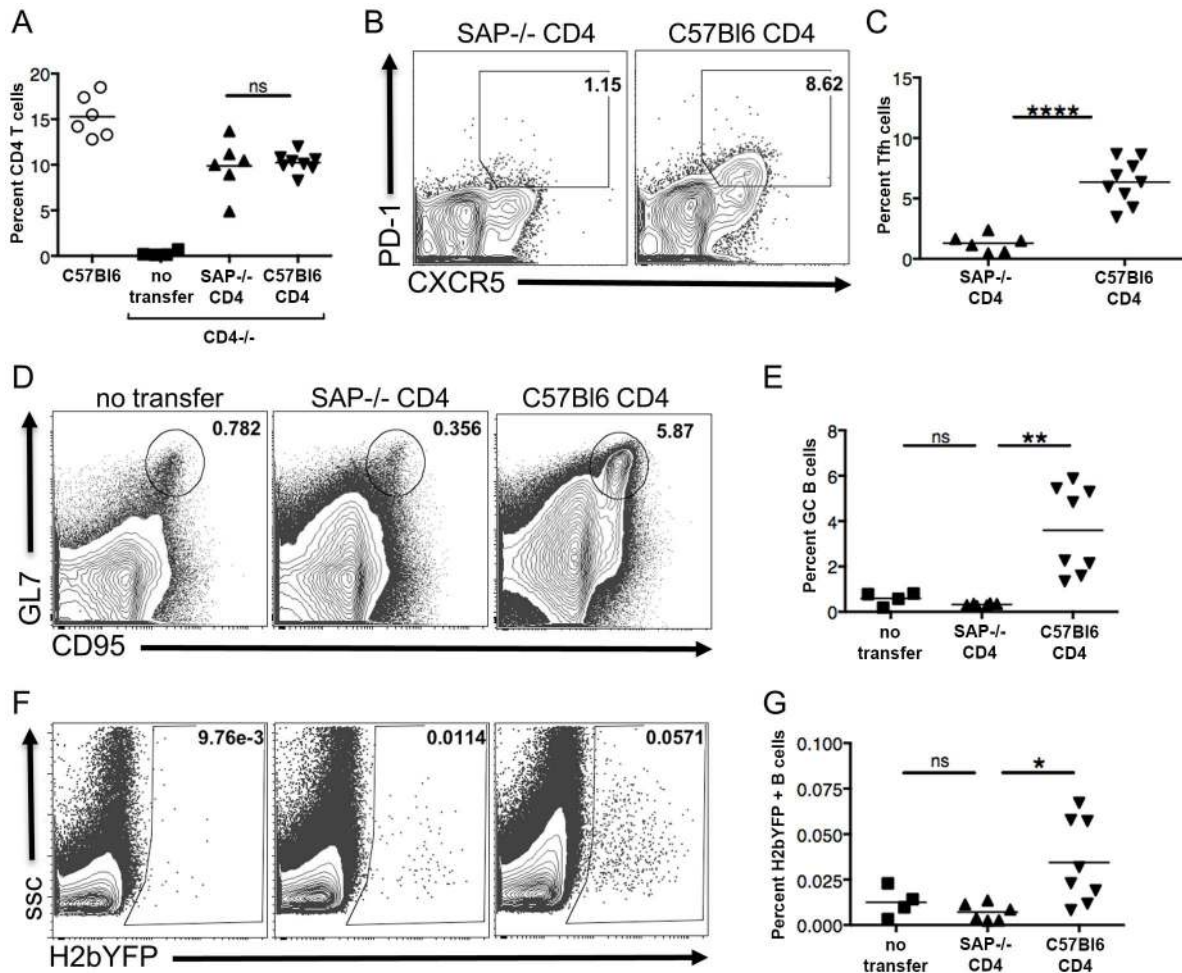 A
Percent CD4 T cells
20
15
10
5
0
ns
C57Bl6
no transfer
SAP-/- CD4
C57Bl6 CD4
CD4-/-
B
SAP-/- CD4
C57Bl6 CD4
1.15
8.62
PD-1
CXCR5
C
Percent Tfh cells
15
10
5
0
****
SAP-/- CD4
C57Bl6 CD4
D
no transfer
SAP-/- CD4
C57Bl6 CD4
0.782
0.356
5.87
GL7
CD95
E
Percent GC B cells
8
6
4
2
0
ns
**
no transfer
SAP-/- CD4
C57Bl6 CD4
F
9.76e-3
0.0114
0.0571
SSC
H2bYFP
G
Percent H2bYFP + B cells
0.100
0.075
0.050
0.025
0.000
ns
*
no transfer
SAP-/- CD4
C57Bl6 CD4